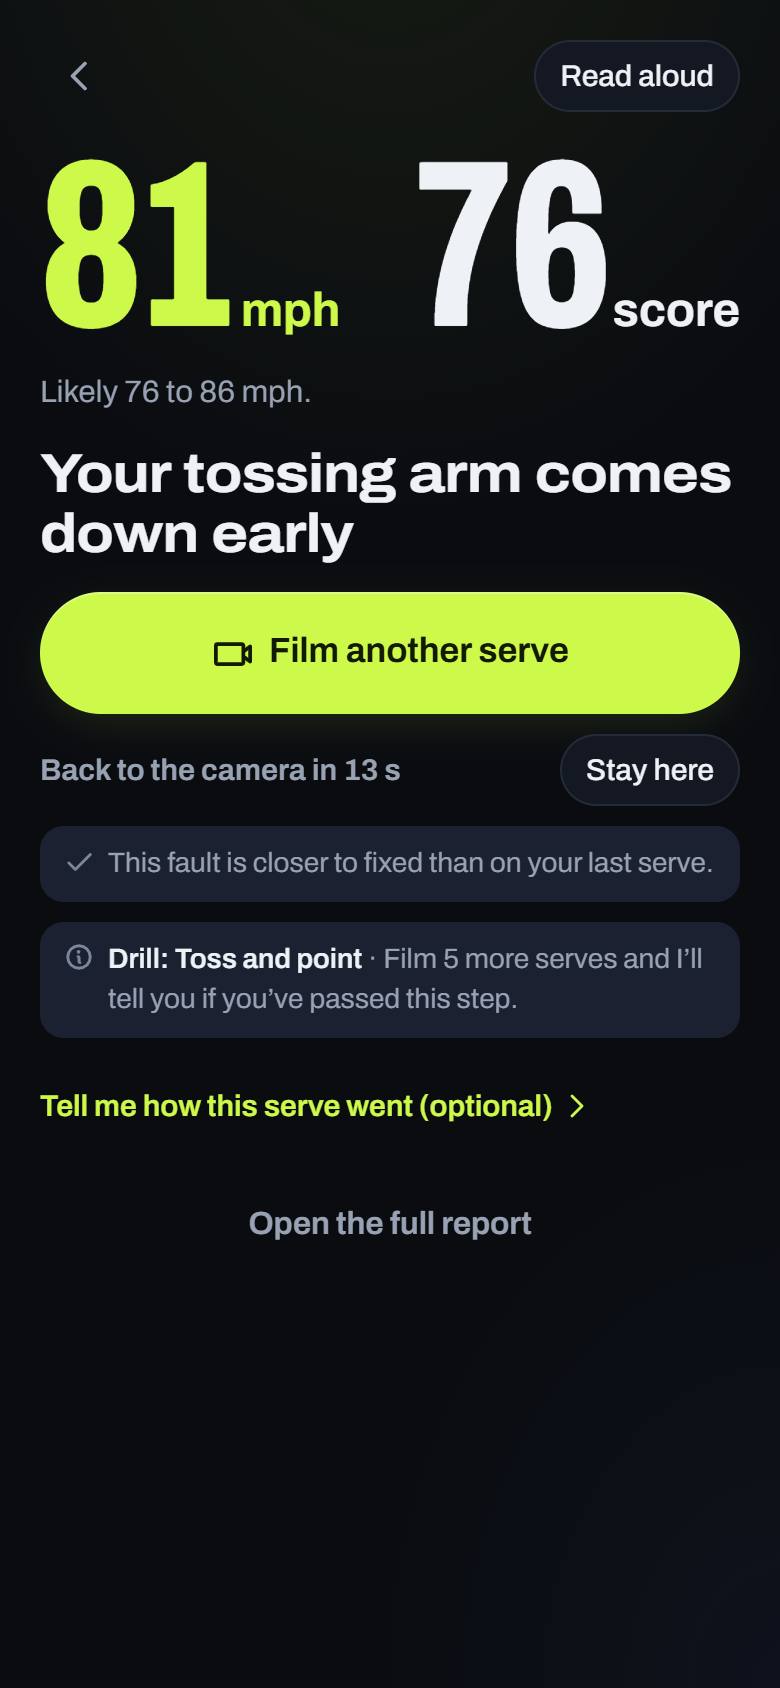 Read aloud
81 mph 76 score
Likely 76 to 86 mph.
Your tossing arm comes
down early
Film another serve
Back to the camera in 13 s
Stay here
This fault is closer to fixed than on your last serve.
Drill: Toss and point · Film 5 more serves and I’ll
tell you if you’ve passed this step.
Tell me how this serve went (optional)
Open the full report